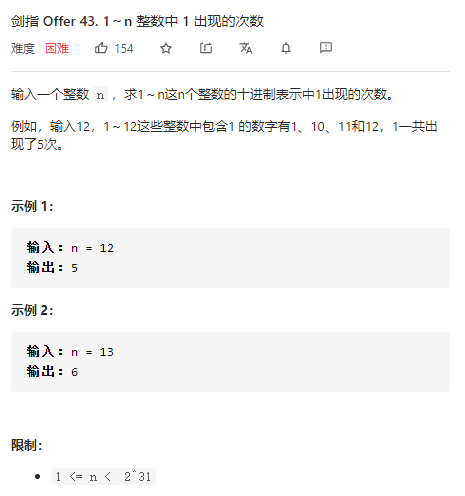 剑指 Offer 43. 1~n 整数中 1 出现的次数
难度 困难 154
输入一个整数 n ，求1~n这n个整数的十进制表示中1出现的次数。
例如，输入12，1~12这些整数中包含1 的数字有1、10、11和12，1一共出
现了5次。
示例 1：
输入：n = 12
输出：5
示例 2：
输入：n = 13
输出：6
限制：
1 <= n < 2^31